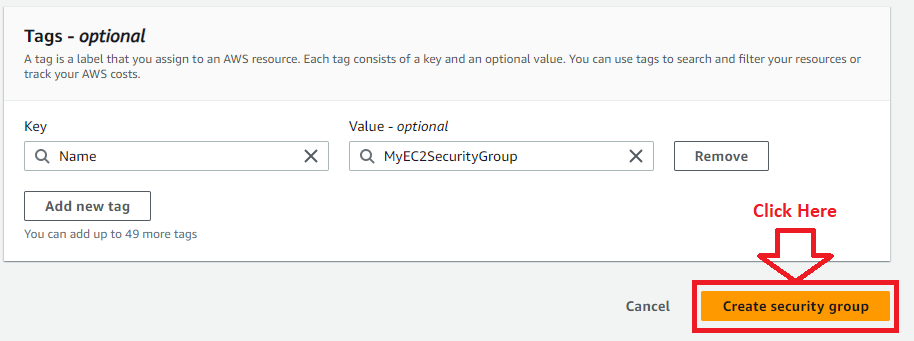 Tags - optional
A tag is a label that you assign to an AWS resource. Each tag consists of a key and an optional value. You can use tags to search and filter your resources or
track your AWS costs.
Key
Value - optional
Name
MyEC2SecurityGroup
Remove
Add new tag
You can add up to 49 more tags
Click Here
Cancel
Create security group